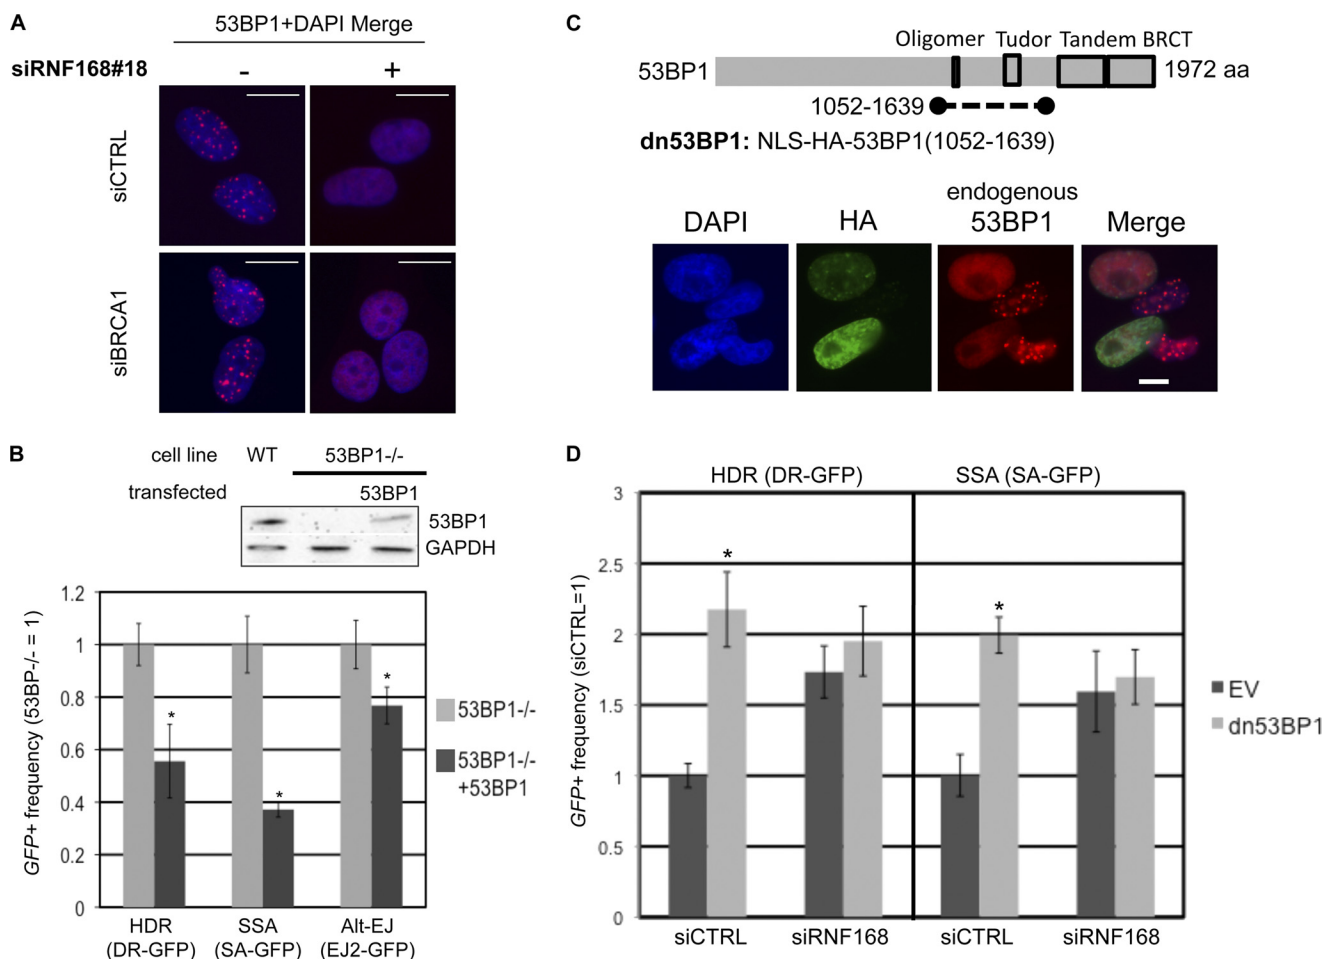 A
53BP1+DAPI Merge
siRNF168#18
-
+
siCTRL
siBRCA1
B
cell line
WT
53BP1-/-
transfected
53BP1
53BP1
GAPDH
GFP+ frequency (53BP-/- = 1)
1.2
1
0.8
0.6
0.4
0.2
0
*
*
*
HDR
(DR-GFP)
SSA
(SA-GFP)
Alt-EJ
(EJ2-GFP)
53BP1-/-
53BP1-/-
+53BP1
C
Oligomer Tudor Tandem BRCT
53BP1
1972 aa
1052-1639
dn53BP1: NLS-HA-53BP1(1052-1639)
DAPI
HA
endogenous
53BP1
Merge
D
HDR (DR-GFP)
SSA (SA-GFP)
GFP+ frequency (siCTRL=1)
3
2.5
2
1.5
1
0.5
0
*
*
siCTRL
siRNF168
siCTRL
siRNF168
EV
dn53BP1